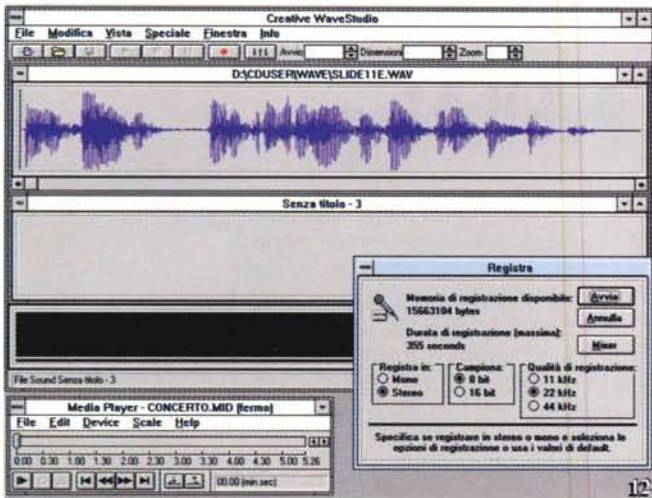 Creative WaveStudio
File Modifica Vista Speciale Finestra Info
Avvio Dimensioni Zoom
D:\CDUSER\WAVE\SLIDE11E.WAV
Senza titolo - 3
Registra
Memoria di registrazione disponibile:
15663104 bytes
Durata di registrazione (massima):
355 seconds
Avvia
Annulla
Mixer
Registra in:
Mono
Stereo
Campiona:
8 bit
16 bit
Qualità di registrazione:
11 kHz
22 kHz
44 kHz
Specifica se registrare in stereo o mono e seleziona le
opzioni di registrazione o usa i valori di default.
File Sound Senza titolo - 3
Media Player - CONCERTO.MID [fermo]
File Edit Device Scale Help
0.00 0.30 1.00 1.30 2.00 2.30 3.00 3.30 4.00 4.30 5.00 5.26
00.00 (min.sec)
12